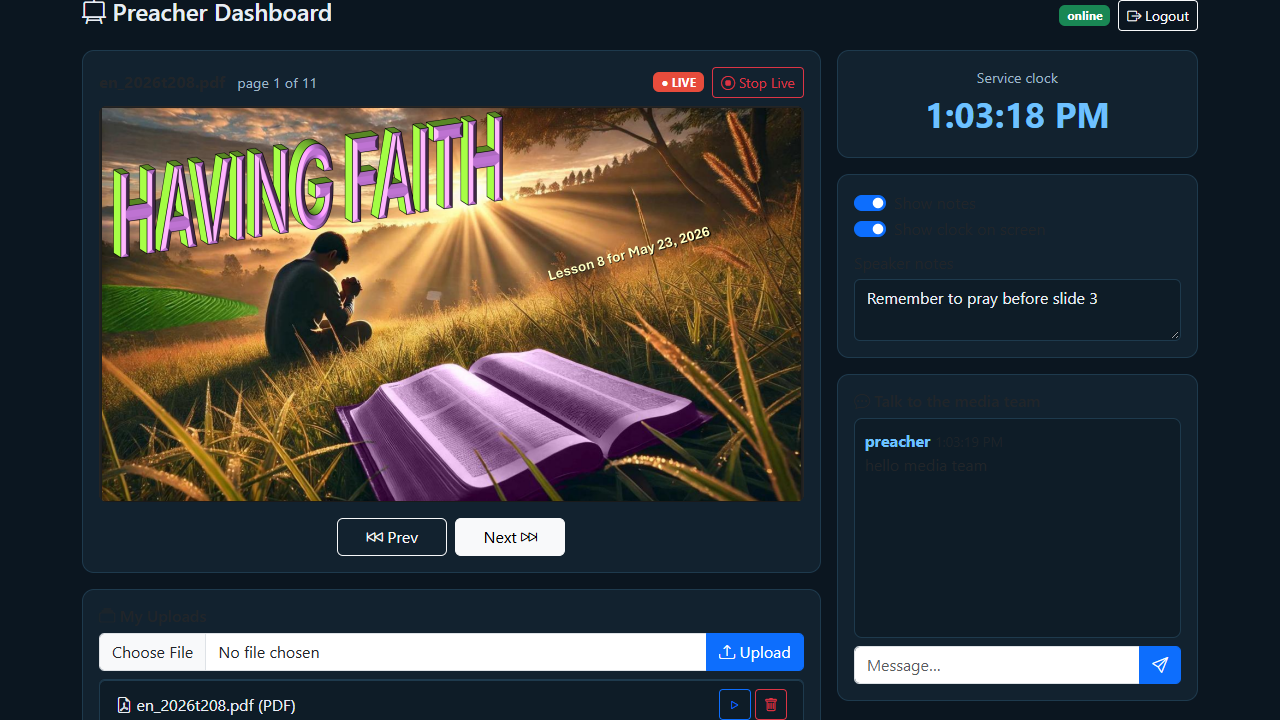 Preacher Dashboard
online
Logout
en_2026t208.pdf page 1 of 11
● LIVE
Stop Live
HAVING FAITH
Lesson 8 for May 23, 2026
Prev
Next
My Uploads
Choose File No file chosen
Upload
en_2026t208.pdf (PDF)
Service clock
1:03:18 PM
Show notes
Show clock on screen
Speaker notes
Remember to pray before slide 3
Talk to the media team
preacher 1:03:19 PM
hello media team
Message...